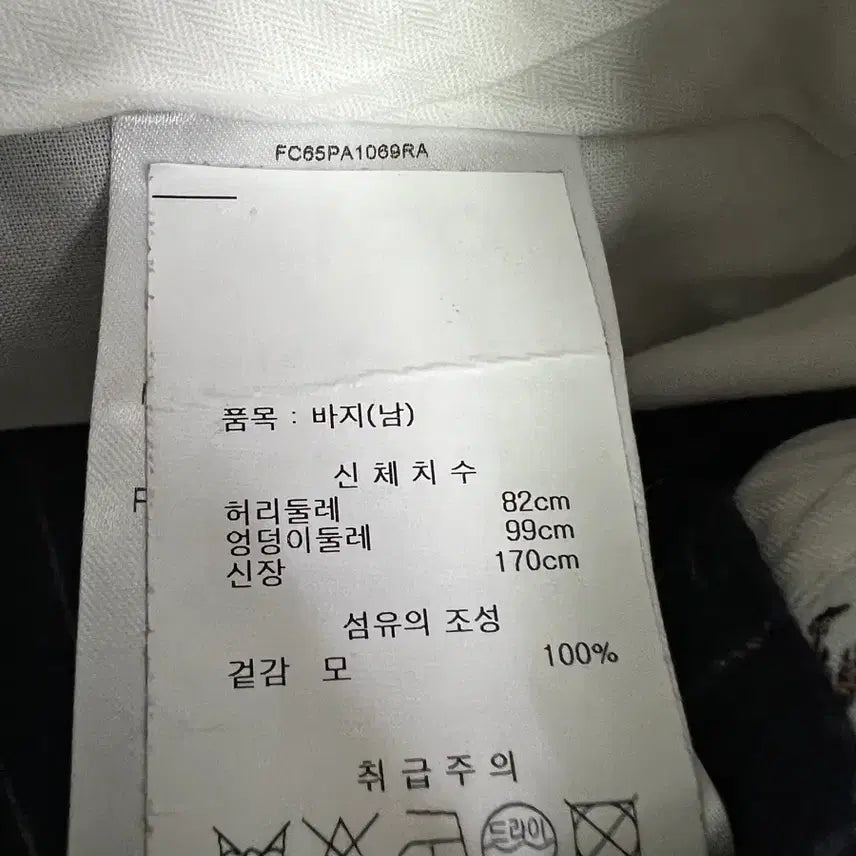 FC65PA1069RA
품목 : 바지(남)
신 체 치 수
허리둘레 82cm
엉덩이둘레 99cm
신장 170cm
섬유의 조성
겉감 모 100%
취 급 주 의
드라이